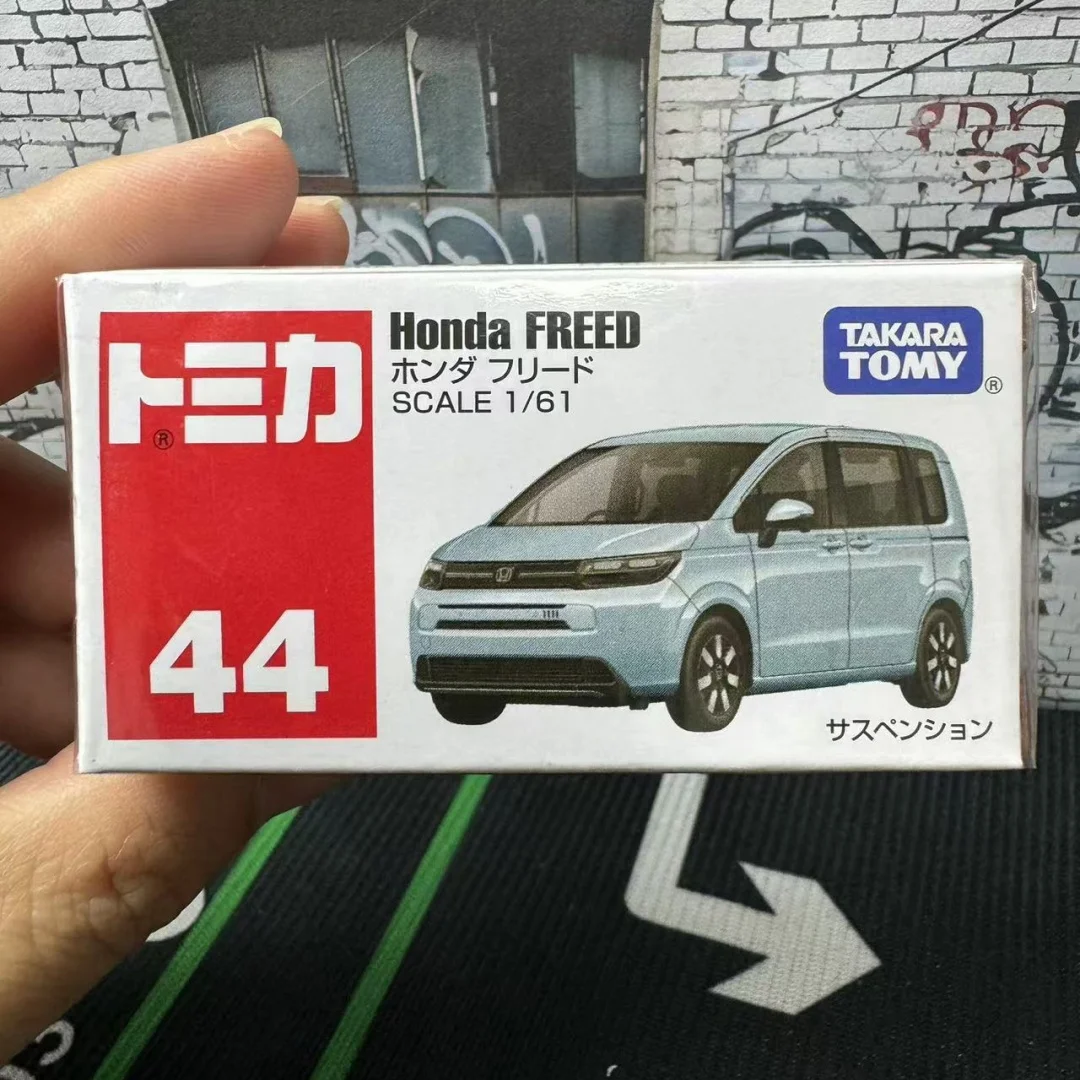 トミカ
®
44
Honda FREED
ホンダ フリード
SCALE 1/61
TAKARA
TOMY
®
サスペンション